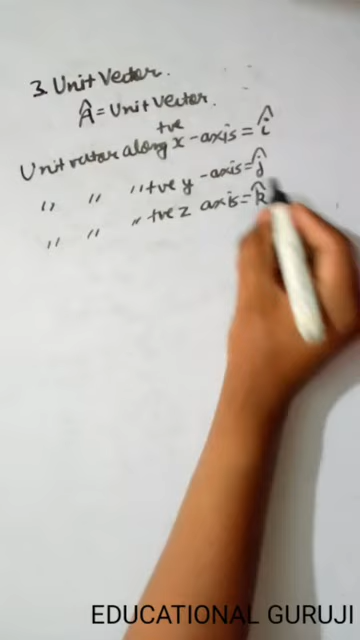 3. Unit Vector.
Â = Unit Vector.
Unit vector along +ve x - axis = î
" " " +ve y - axis = ĵ
" " " +ve z axis = k̂
EDUCATIONAL GURUJI